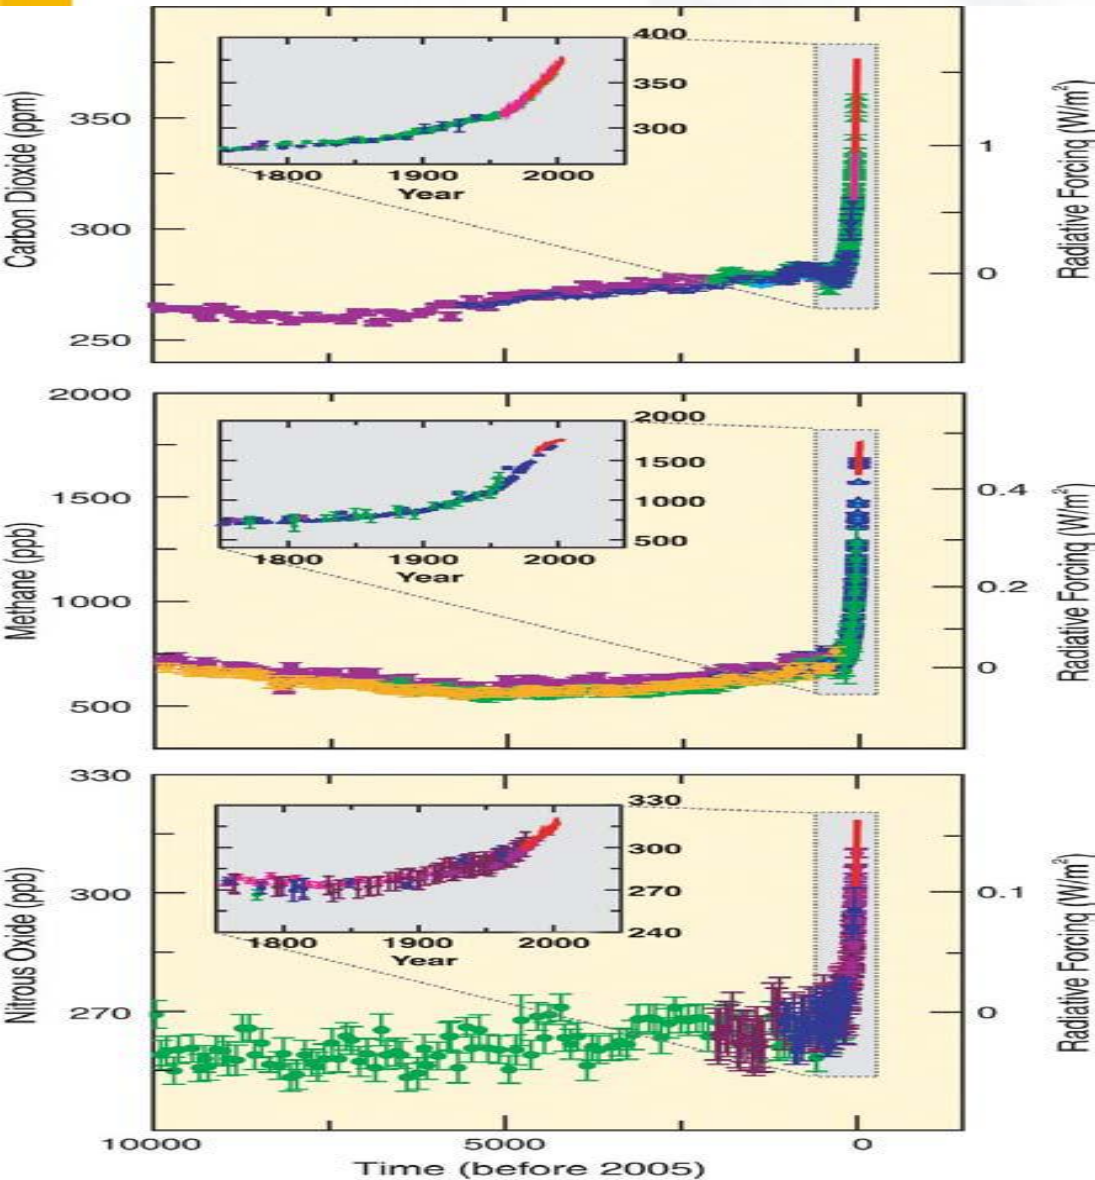 400
350
300
1800 1900 2000
Year
Carbon Dioxide (ppm)
350
300
250
1
0
Radiative Forcing (W/m²)
2000
1500
1000
500
1800 1900 2000
Year
Methane (ppb)
2000
1500
1000
500
0.4
0.2
0
Radiative Forcing (W/m²)
330
300
270
240
1800 1900 2000
Year
Nitrous Oxide (ppb)
330
300
270
0.1
0
Radiative Forcing (W/m²)
10000 5000 0
Time (before 2005)